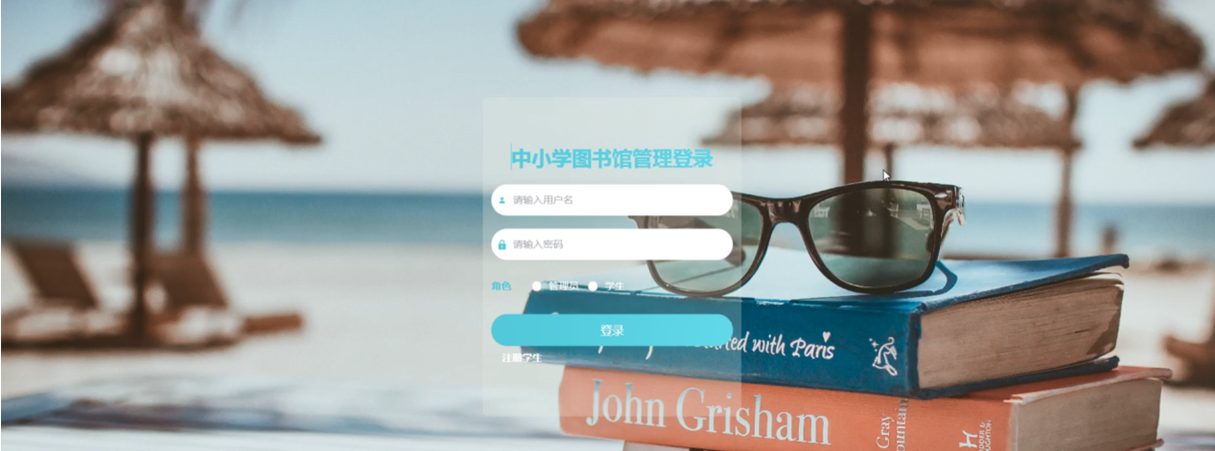 中小学图书馆管理登录
请输入用户名
请输入密码
角色 管理员 学生
登录
注册学生
rted with Paris
John Grisham
Gray